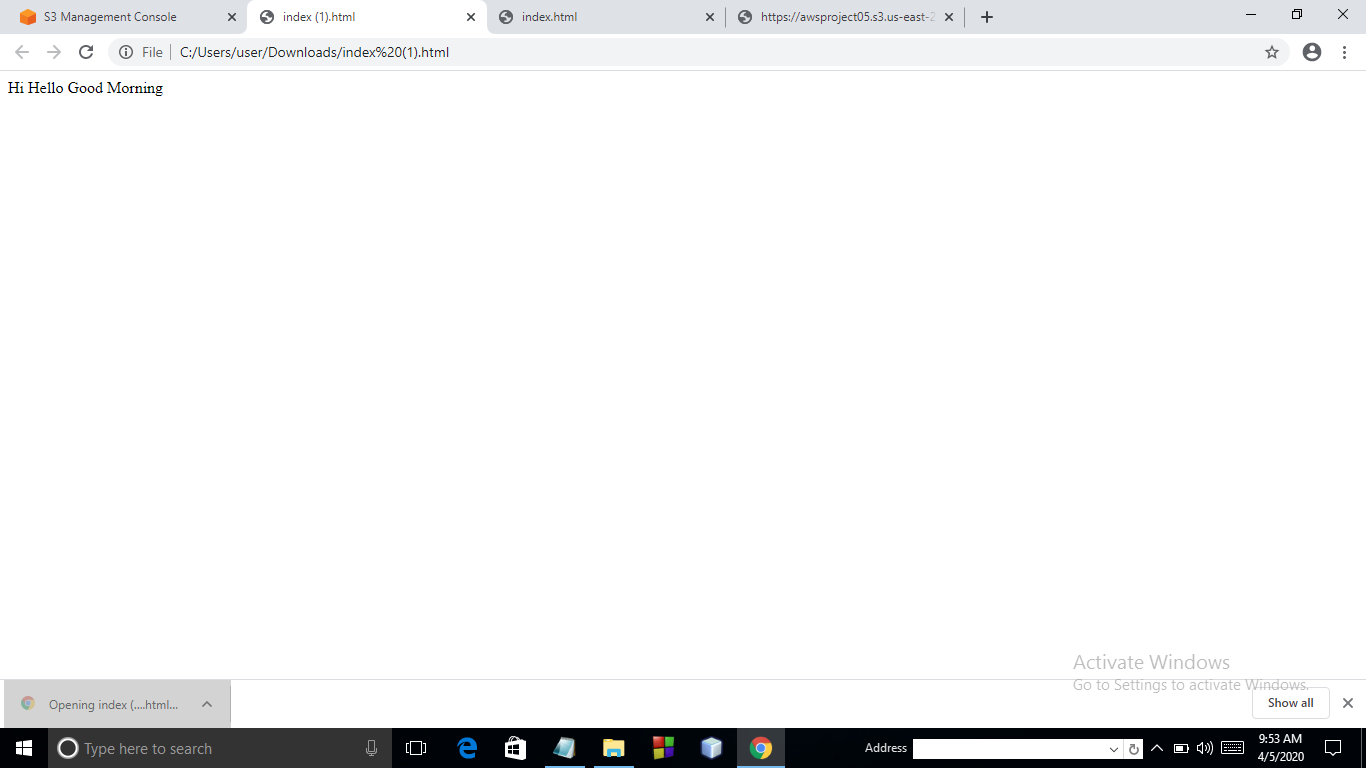 S3 Management Console
index (1).html
index.html
https://awsproject05.s3.us-east-2
File
C:/Users/user/Downloads/index%20(1).html
Hi Hello Good Morning
Activate Windows
Go to Settings to activate Windows.
Opening index (....html...
Show all
Type here to search
Address
9:53 AM
4/5/2020